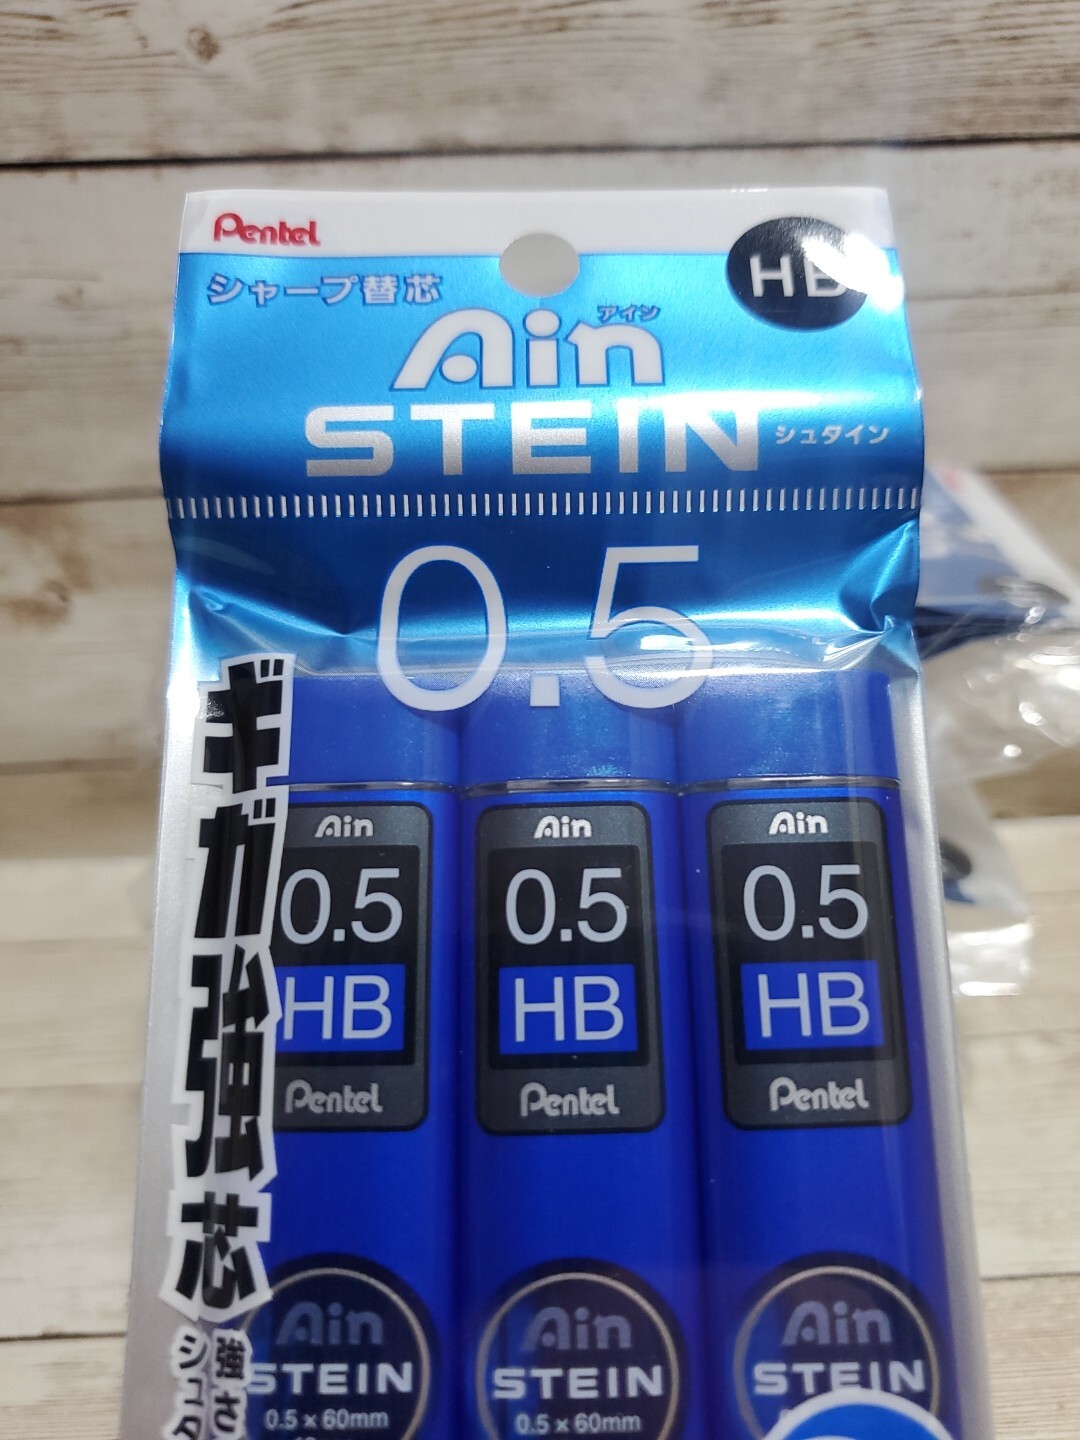 Pentel
HB
シャープ替芯
アイン
Ain
STEIN シュタイン
0.5
ギガ強芯
Ain
0.5
HB
Pentel
Ain
STEIN
0.5 × 60mm
Ain
0.5
HB
Pentel
Ain
STEIN
0.5 × 60mm
Ain
0.5
HB
Pentel
Ain
STEIN